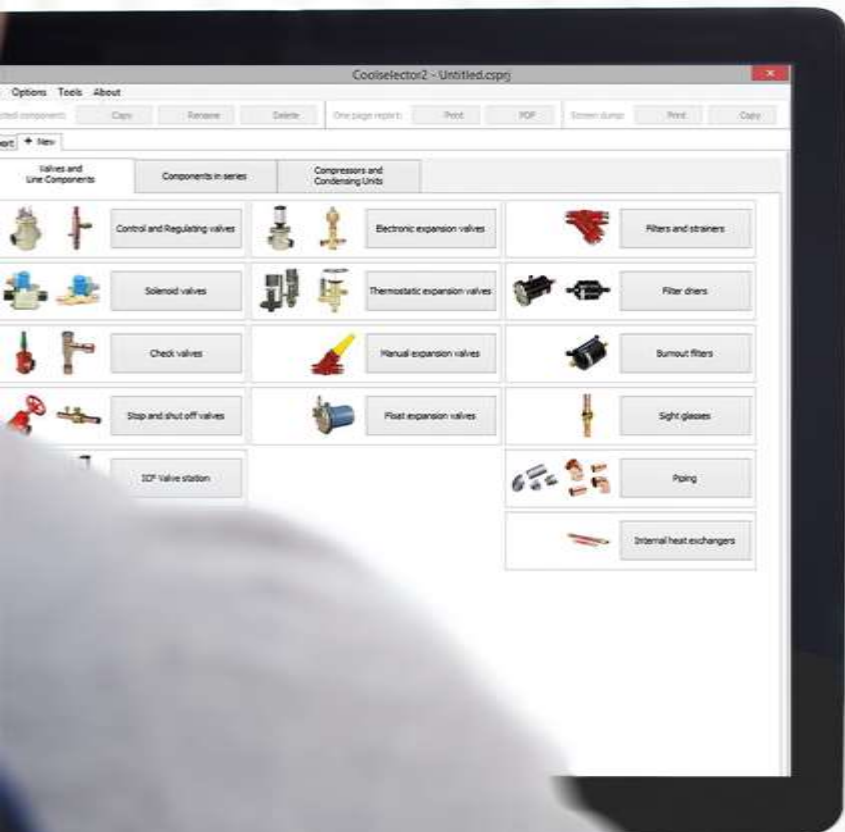 Coolselector2 - Untitled.csprj
Options Tools About
Copy Rename Delete One page report: Print PDF Screen dump: Print Copy
+ New
Valves and
Line Components
Components in series
Compressors and
Condensing Units
Control and Regulating valves
Electronic expansion valves
Filters and strainers
Solenoid valves
Thermostatic expansion valves
Filter driers
Check valves
Manual expansion valves
Burnout filters
Stop and shut off valves
Float expansion valves
Sight glasses
ICF Valve station
Piping
Internal heat exchangers